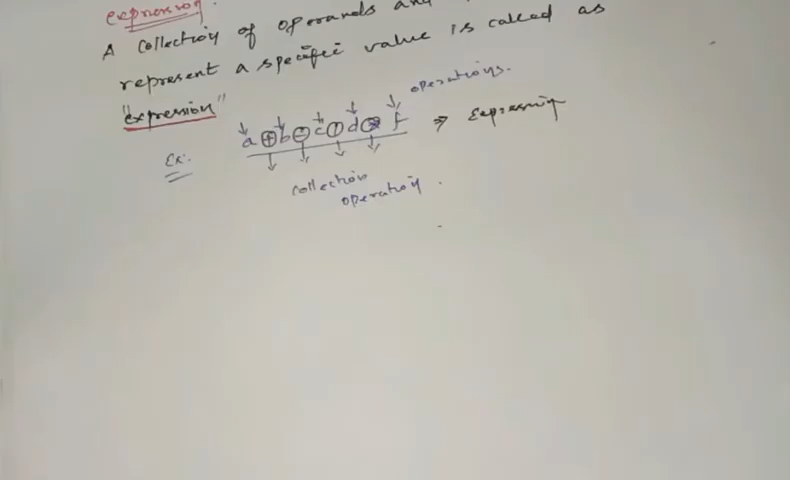 expression.
A collection of operands and
represent a specific value is called as
"expression"
operations.
Ex: a + b - c / d * f ⇒ Expression
collection
operation.